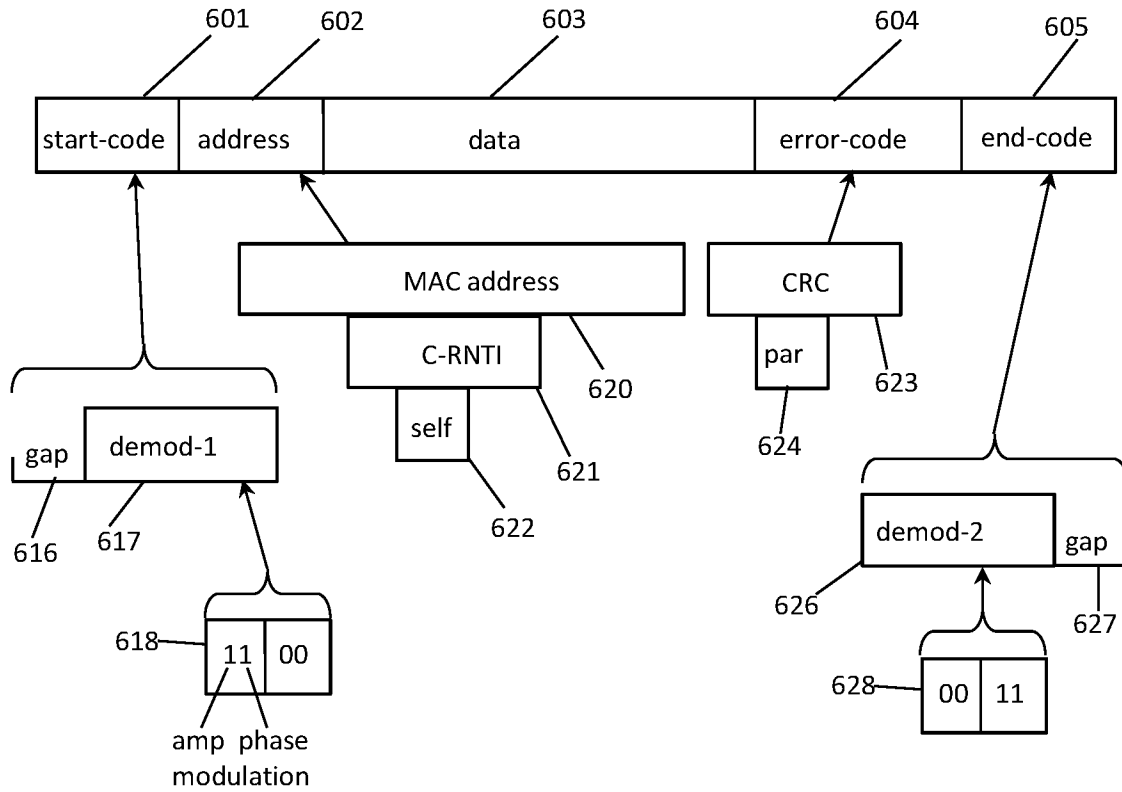 601 602 603 604 605
start-code address data error-code end-code
MAC address CRC
C-RNTI par
620 623
self 624
demod-1 621
gap 622
616 617
demod-2 gap
626 627
618 11 00
628 00 11
amp phase
modulation